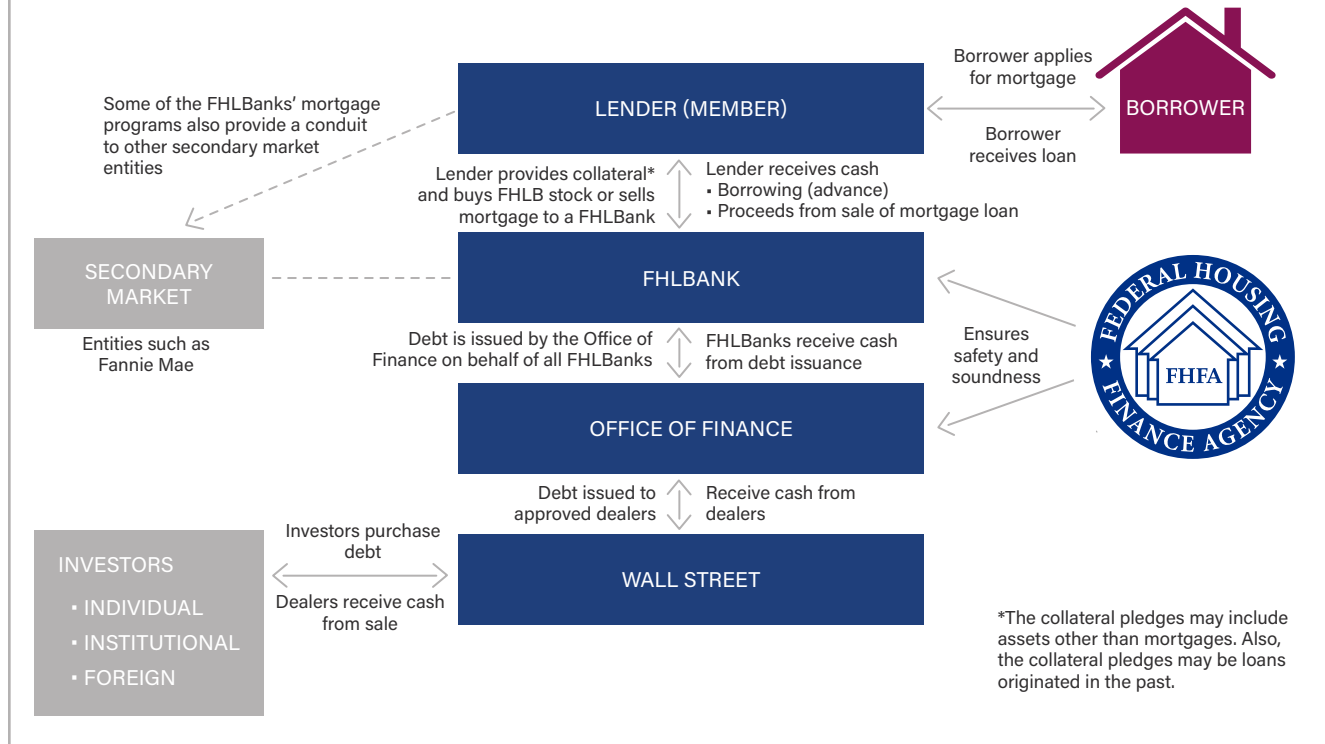 Borrower applies
for mortgage
LENDER (MEMBER)
BORROWER
Borrower
receives loan
Some of the FHLBanks’ mortgage
programs also provide a conduit
to other secondary market
entities
Lender provides collateral*
and buys FHLB stock or sells
mortgage to a FHLBank
Lender receives cash
▪ Borrowing (advance)
▪ Proceeds from sale of mortgage loan
SECONDARY
MARKET
Entities such as
Fannie Mae
FHLBANK
Debt is issued by the Office of
Finance on behalf of all FHLBanks
FHLBanks receive cash
from debt issuance
Ensures
safety and
soundness
FEDERAL HOUSING
FHFA
FINANCE AGENCY
OFFICE OF FINANCE
Debt issued to
approved dealers
Receive cash from
dealers
INVESTORS
▪ INDIVIDUAL
▪ INSTITUTIONAL
▪ FOREIGN
Investors purchase
debt
Dealers receive cash
from sale
WALL STREET
*The collateral pledges may include
assets other than mortgages. Also,
the collateral pledges may be loans
originated in the past.